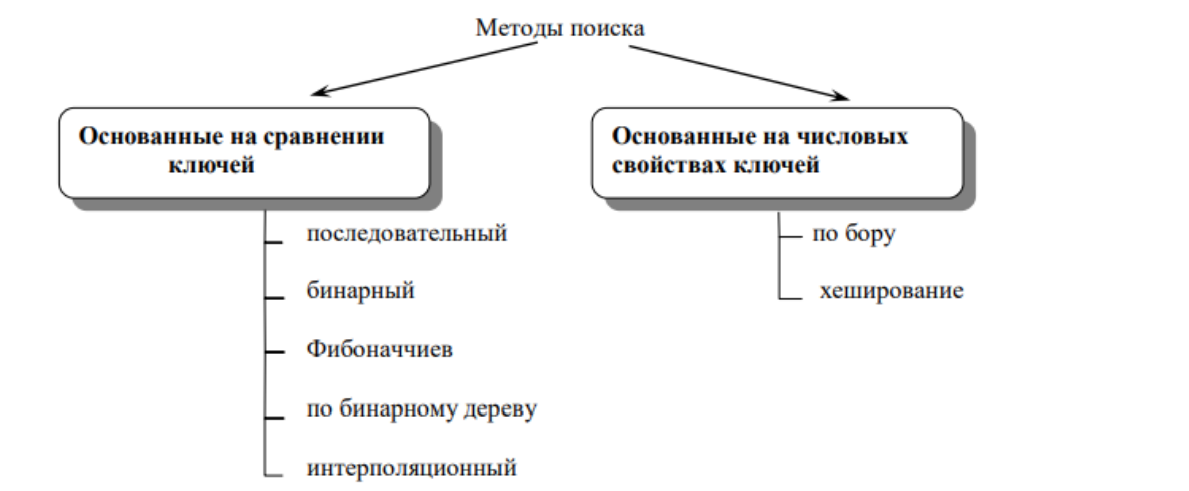 Методы поиска
Основанные на сравнении
ключей
последовательный
бинарный
Фибоначчиев
по бинарному дереву
интерполяционный
Основанные на числовых
свойствах ключей
по бору
хеширование